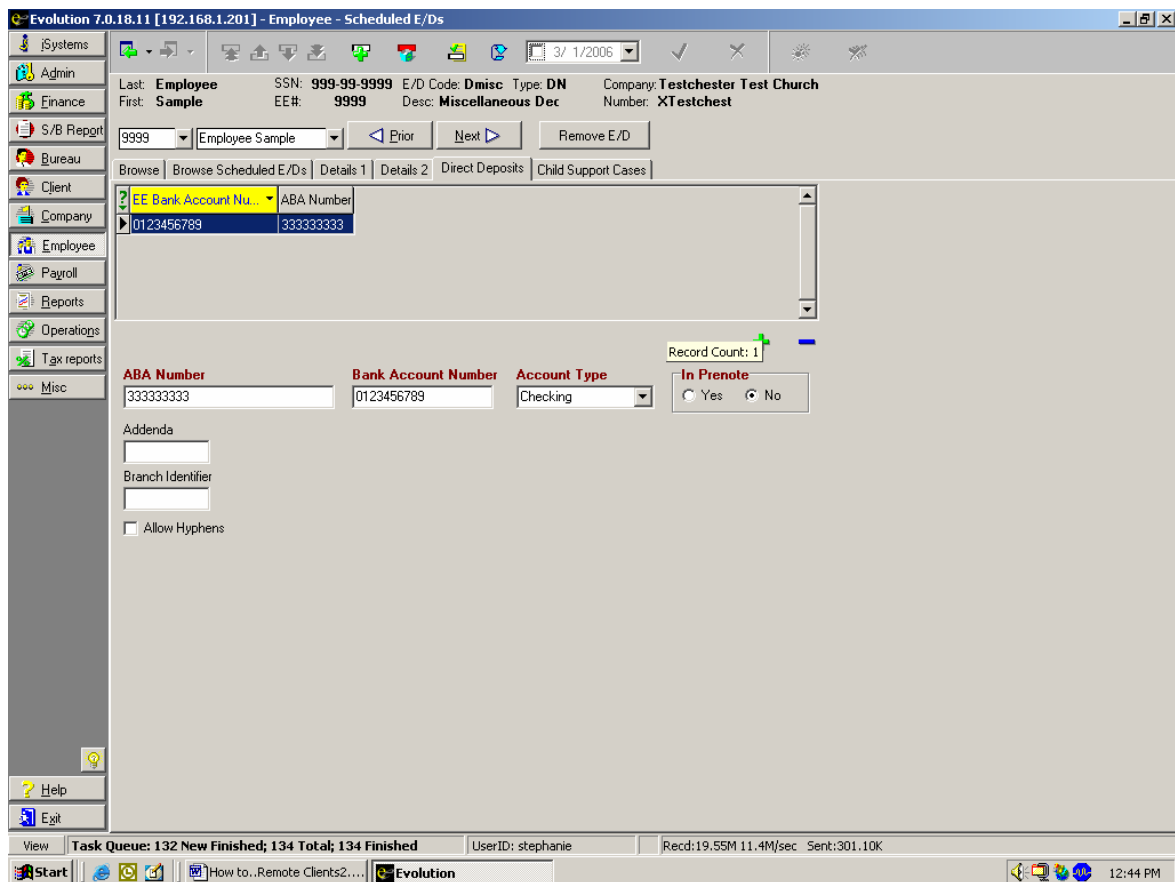 Evolution 7.0.18.11 [192.168.1.201] - Employee - Scheduled E/Ds
iSystems
Admin
Finance
S/B Report
Bureau
Client
Company
Employee
Payroll
Reports
Operations
Tax reports
Misc
Help
Exit
3/ 1/2006
Last: Employee SSN: 999-99-9999 E/D Code: Dmisc Type: DN Company: Testchester Test Church
First: Sample EE#: 9999 Desc: Miscellaneous Dec Number: XTestchest
9999 Employee Sample Prior Next Remove E/D
Browse Browse Scheduled E/Ds Details 1 Details 2 Direct Deposits Child Support Cases
? EE Bank Account Nu... ABA Number
0123456789 333333333
Record Count: 1
ABA Number Bank Account Number Account Type In Prenote
333333333 0123456789 Checking Yes No
Addenda
Branch Identifier
Allow Hyphens
View Task Queue: 132 New Finished; 134 Total; 134 Finished UserID: stephanie Recd:19.55M 11.4M/sec Sent:301.10K
Start How to..Remote Clients2.... Evolution 12:44 PM